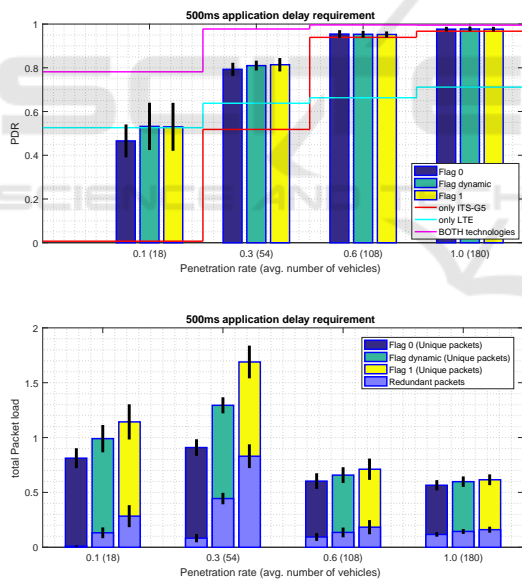 500ms application delay requirement
1
0.8
0.6
0.4
0.2
0
PDR
Flag 0
Flag dynamic
Flag 1
only ITS-G5
only LTE
BOTH technologies
0.1 (18)
0.3 (54)
0.6 (108)
1.0 (180)
Penetration rate (avg. number of vehicles)
SCIENCE AND
500ms application delay requirement
2
1.5
1
0.5
0
total Packet load
Flag 0 (Unique packets)
Flag dynamic (Unique packets)
Flag 1 (Unique packets)
Redundant packets
0.1 (18)
0.3 (54)
0.6 (108)
1.0 (180)
Penetration rate (avg. number of vehicles)